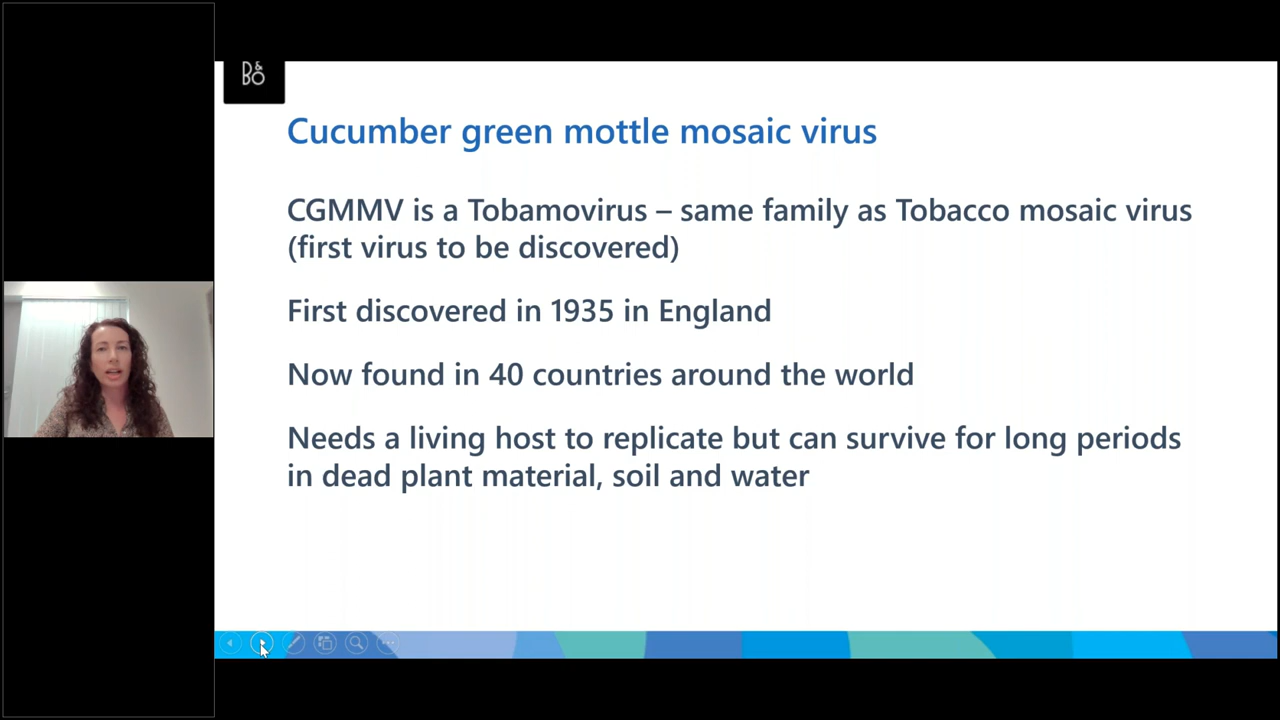 B&
BO
Cucumber green mottle mosaic virus
CGMMV is a Tobamovirus – same family as Tobacco mosaic virus
(first virus to be discovered)
First discovered in 1935 in England
Now found in 40 countries around the world
Needs a living host to replicate but can survive for long periods
in dead plant material, soil and water